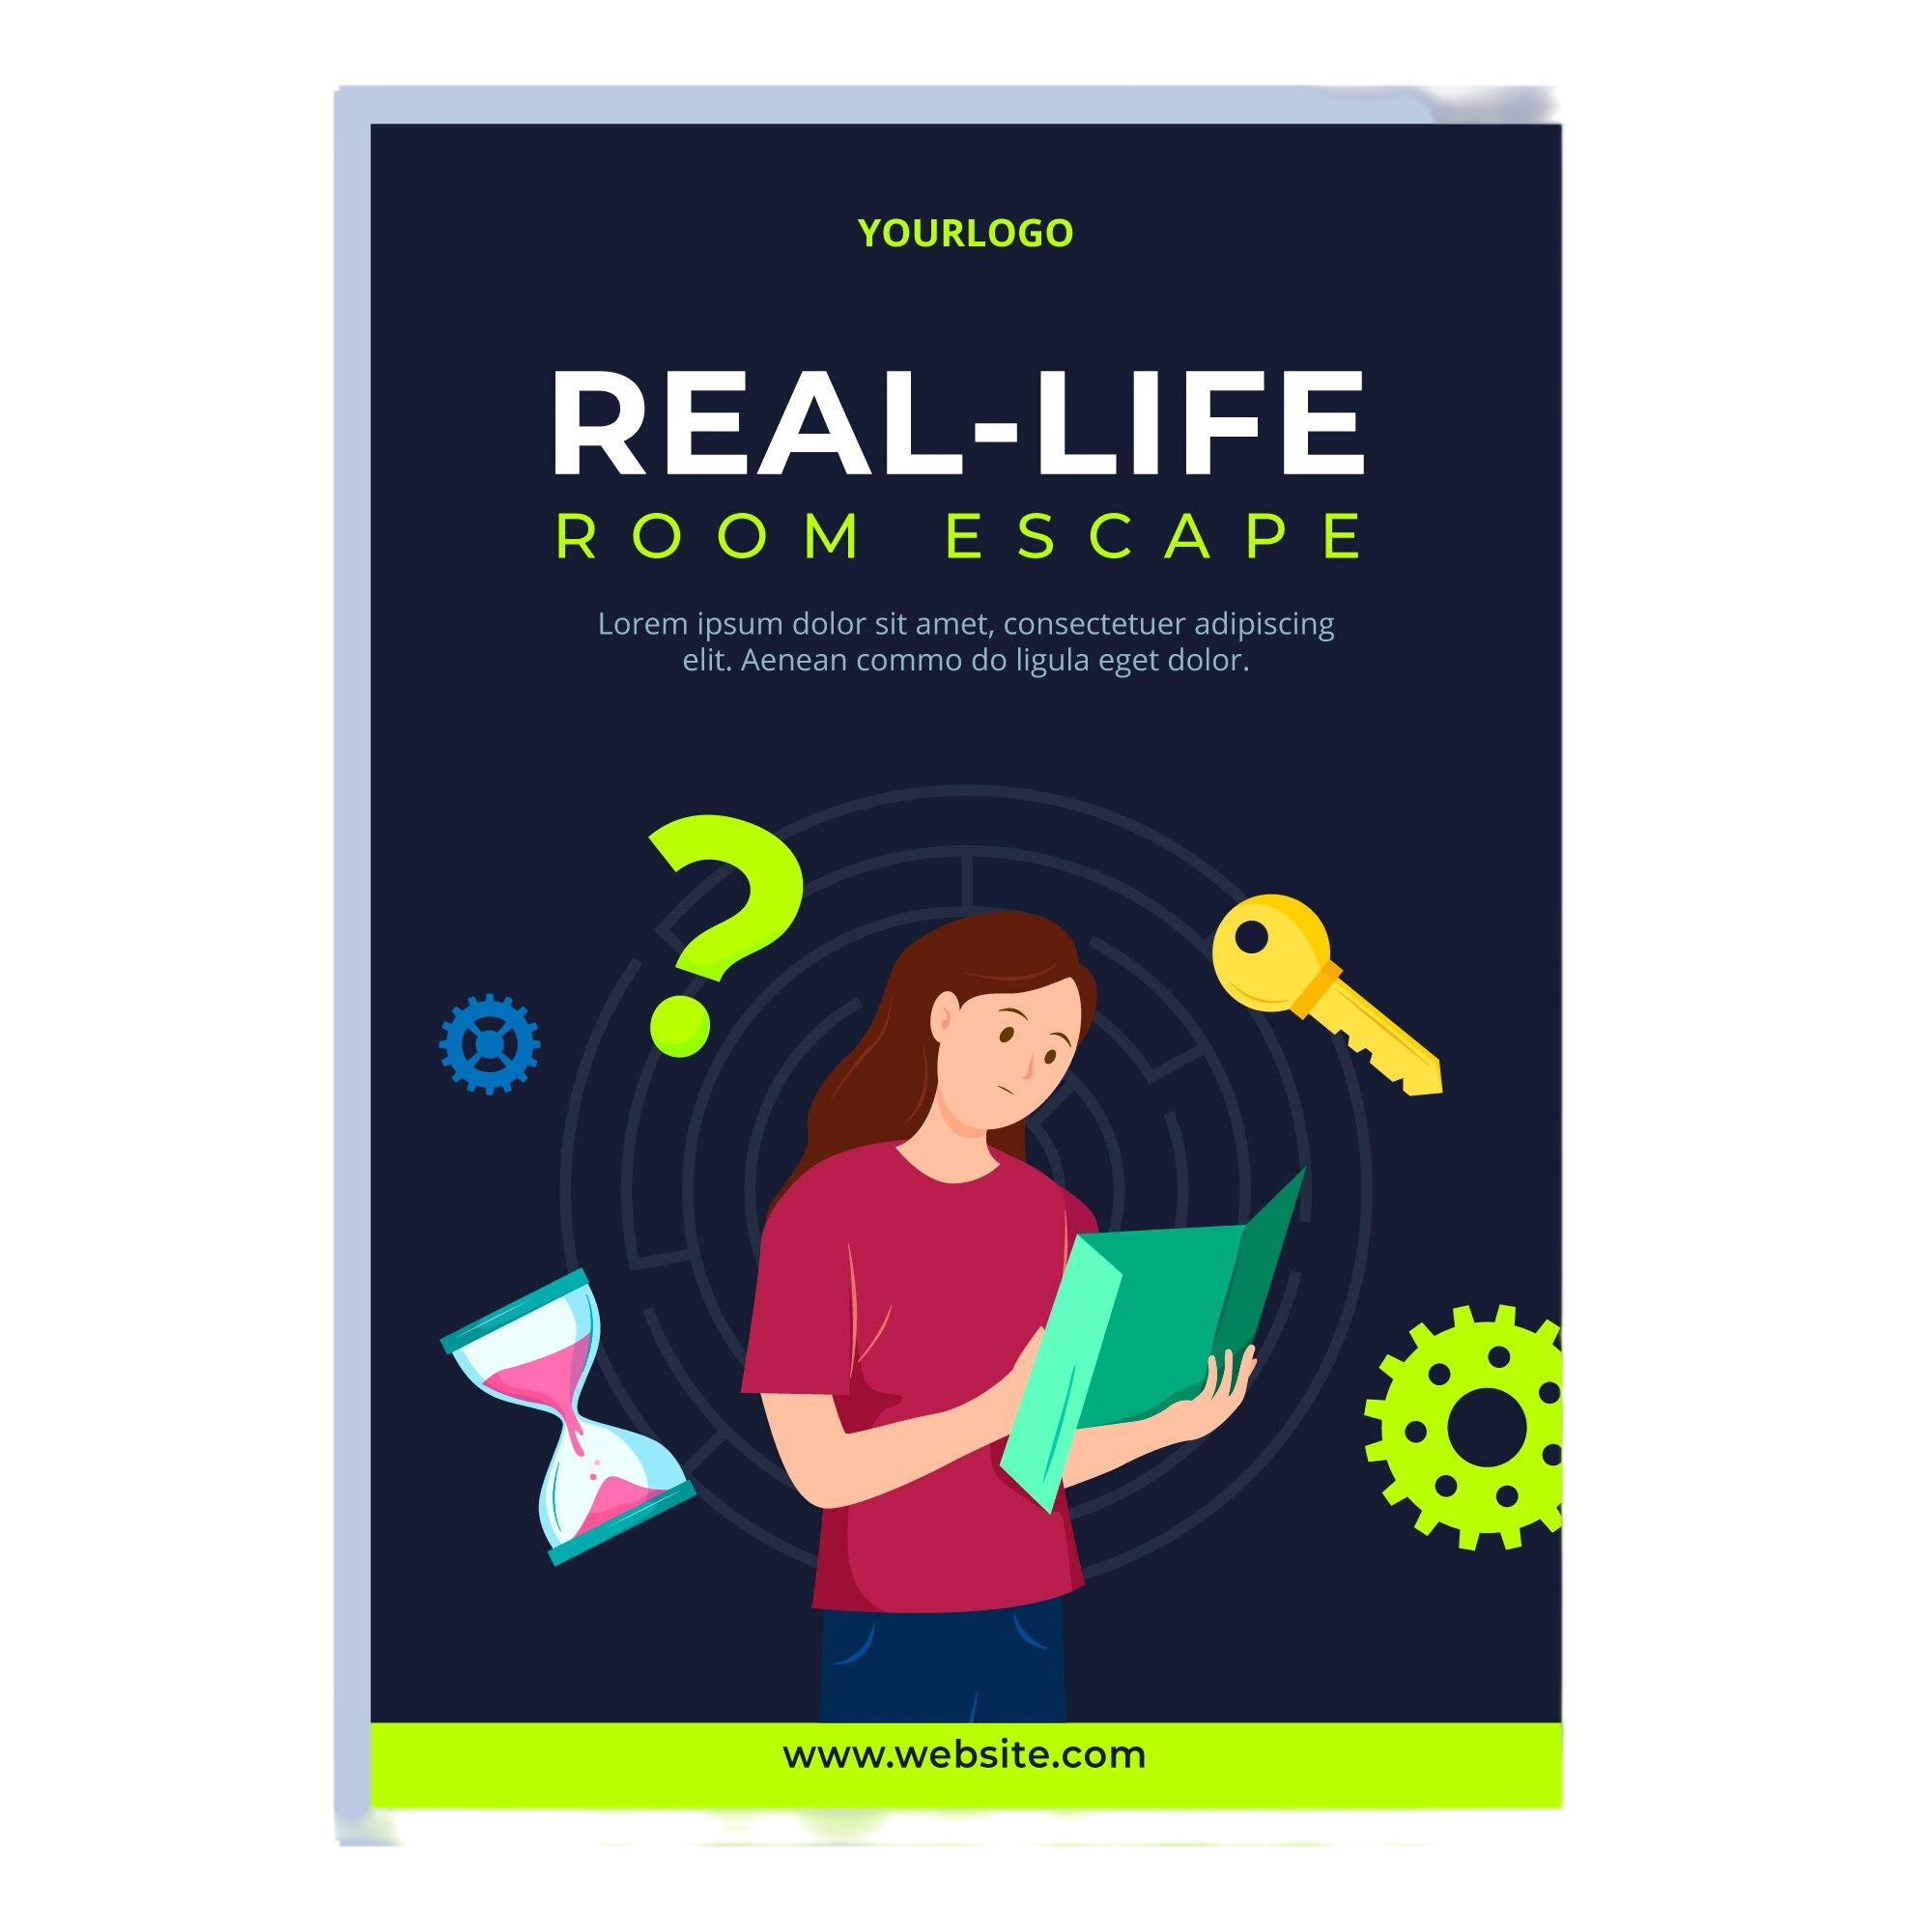 YOURLOGO
REAL-LIFE
ROOM ESCAPE
Lorem ipsum dolor sit amet, consectetuer adipiscing
elit. Aenean commo do ligula eget dolor.
?
www.website.com